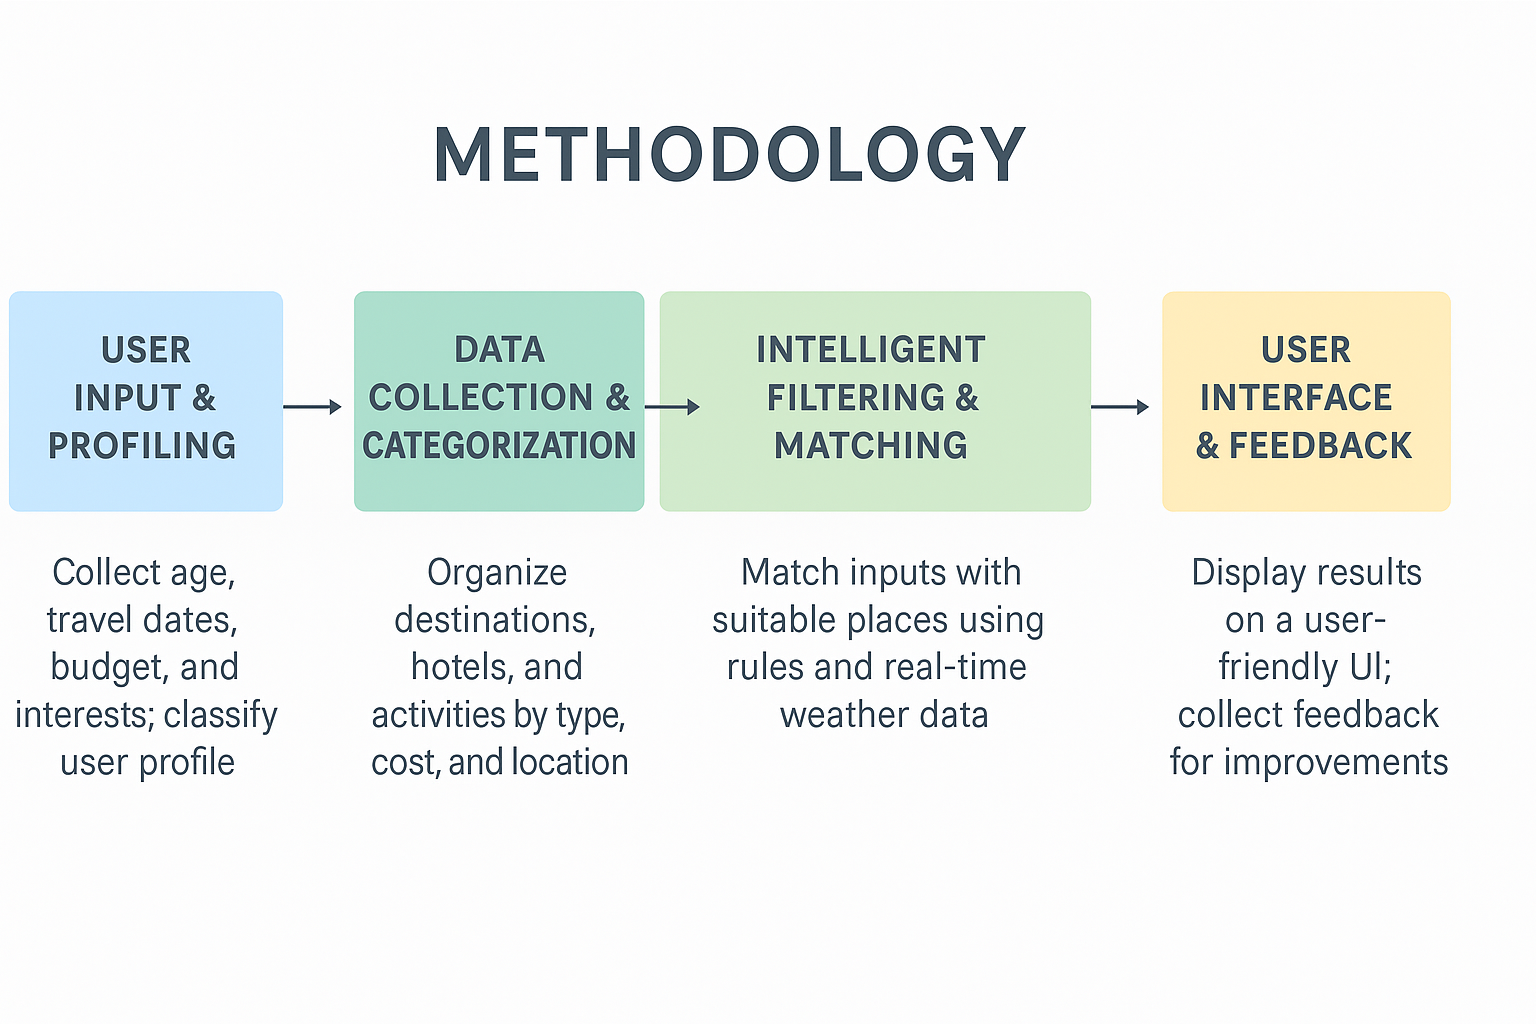 METHODOLOGY
USER
INPUT &
PROFILING
DATA
COLLECTION &
CATEGORIZATION
INTELLIGENT
FILTERING &
MATCHING
USER
INTERFACE
& FEEDBACK
Collect age,
travel dates,
budget, and
interests; classify
user profile
Organize
destinations,
hotels, and
activities by type,
cost, and location
Match inputs with
suitable places using
rules and real-time
weather data
Display results
on a user-
friendly UI;
collect feedback
for improvements